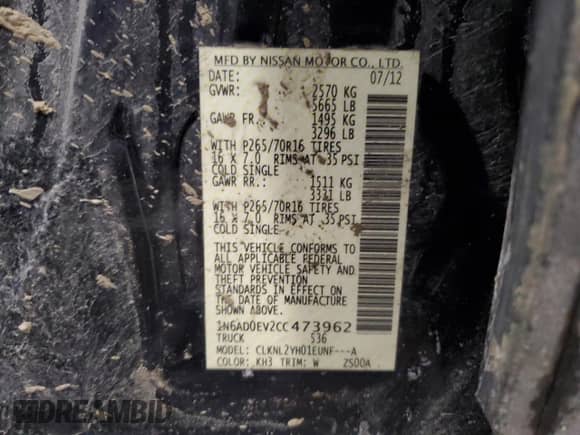 MFD BY NISSAN MOTOR CO., LTD.
DATE: 07/12
GVWR: 2570 KG
5665 LB
GAWR FR. 1495 KG
3296 LB
WITH P265/70R16 TIRES
16 X 7.0 RIMS AT 35 PSI
COLD SINGLE
GAWR RR.: 1511 KG
3331 LB
WITH P265/70R16 TIRES
16 X 7.0 RIMS AT 35 PSI
COLD SINGLE
THIS VEHICLE CONFORMS TO
ALL APPLICABLE FEDERAL
MOTOR VEHICLE SAFETY AND
AND THEFT PREVENTION
STANDARDS IN EFFECT ON
THE DATE OF MANUFACTURE
SHOWN ABOVE.
1N6AD0EV2CC473962
TRUCK S36
MODEL: CLKNL2YH01EUNF---A
COLOR: KH3 TRIM: W 2S00A
DREAMBID